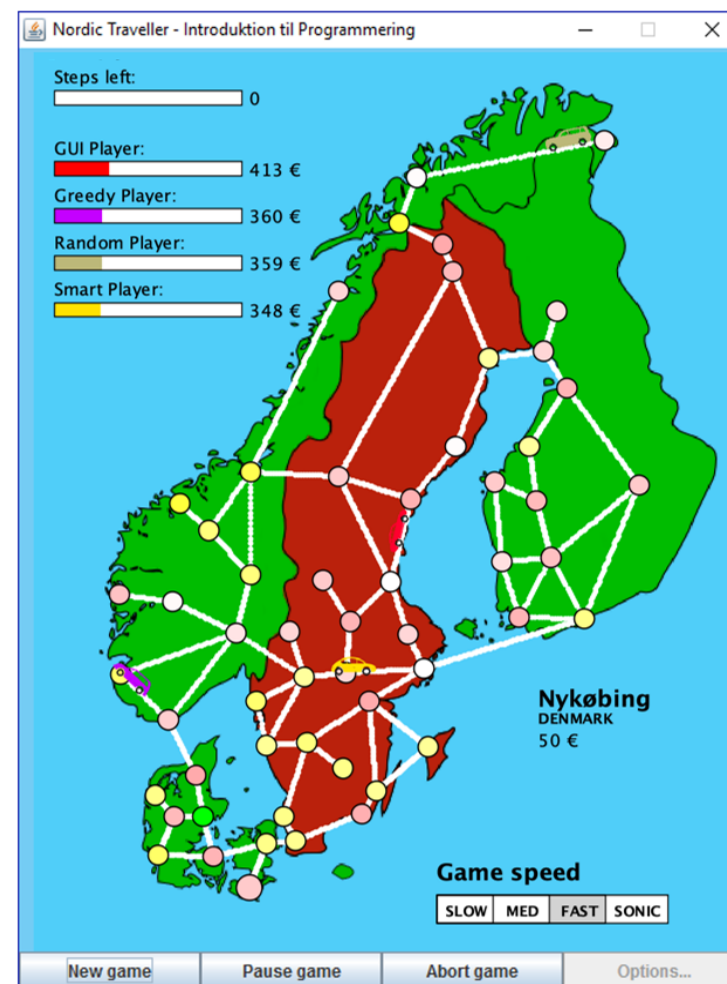 Nordic Traveller - Introduktion til Programmering
Steps left:
0
GUI Player:
413 €
Greedy Player:
360 €
Random Player:
359 €
Smart Player:
348 €
Nykøbing
DENMARK
50 €
Game speed
SLOW MED FAST SONIC
New game Pause game Abort game Options...